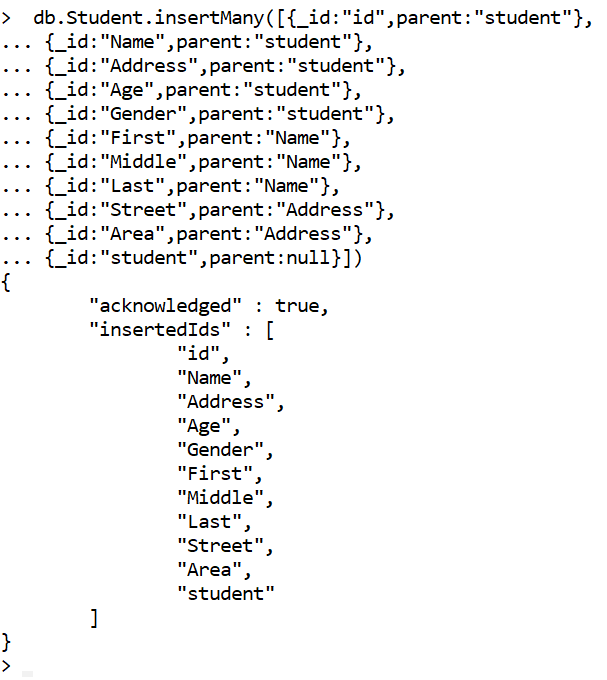 >  db.Student.insertMany([{_id:"id",parent:"student"},
... {_id:"Name",parent:"student"},
... {_id:"Address",parent:"student"},
... {_id:"Age",parent:"student"},
... {_id:"Gender",parent:"student"},
... {_id:"First",parent:"Name"},
... {_id:"Middle",parent:"Name"},
... {_id:"Last",parent:"Name"},
... {_id:"Street",parent:"Address"},
... {_id:"Area",parent:"Address"},
... {_id:"student",parent:null}])
{
        "acknowledged" : true,
        "insertedIds" : [
                "id",
                "Name",
                "Address",
                "Age",
                "Gender",
                "First",
                "Middle",
                "Last",
                "Street",
                "Area",
                "student"
        ]
}
>